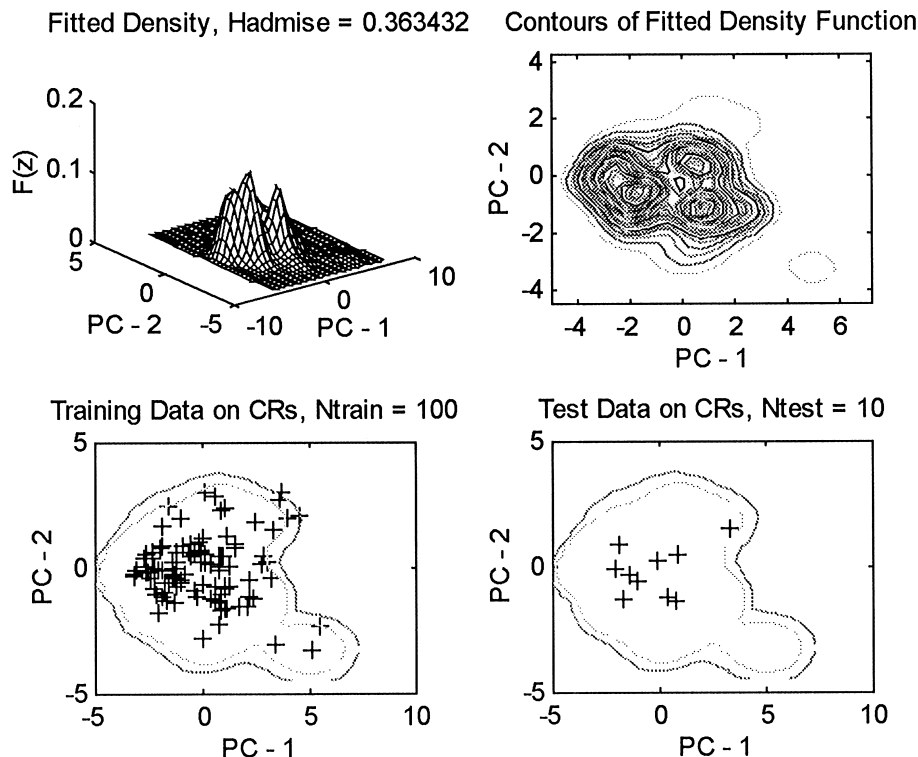 Fitted Density, Hadmise = 0.363432
0.2
0.1
0
F(z)
5
0
-5
PC - 2
-10
0
10
PC - 1
Contours of Fitted Density Function
4
2
0
-2
-4
PC - 2
-4 -2 0 2 4 6
PC - 1
Training Data on CRs, Ntrain = 100
5
0
-5
PC - 2
-5 0 5 10
PC - 1
Test Data on CRs, Ntest = 10
5
0
-5
PC - 2
-5 0 5 10
PC - 1